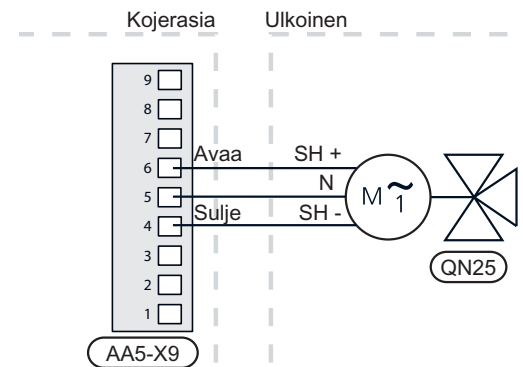 Kojerasia Ulkoinen
9
8
7
6 Avaa SH +
5 N
4 Sulje SH -
3
2
1
M ~ 1
QN25
AA5-X9